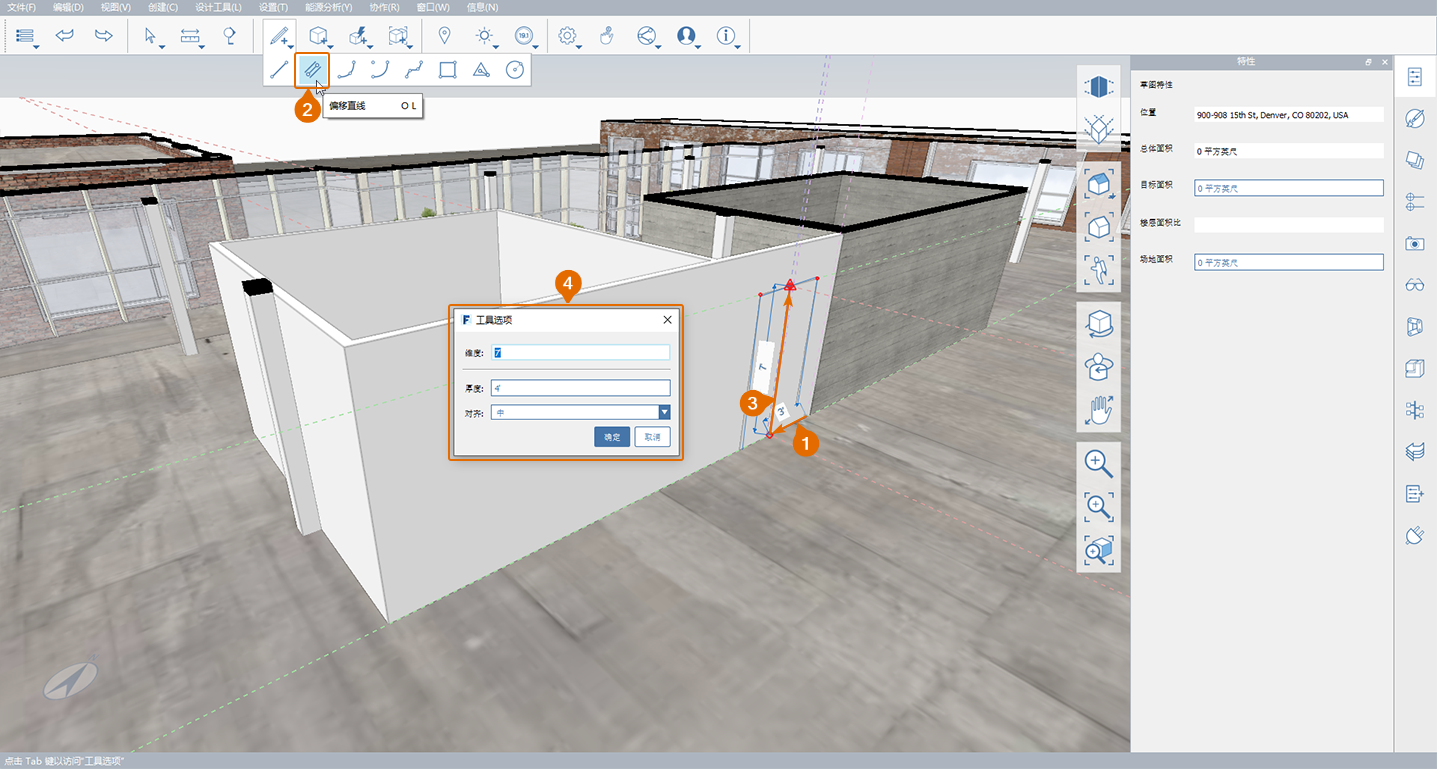 文件(F) 编辑(D) 视图(V) 创建(C) 设计工具(L) 设置(T) 能源分析(Y) 协作(R) 窗口(W) 信息(N)
191
2
偏移直线 O L
特性
草图特性
位置 900-908 15th St, Denver, CO 80202, USA
总体面积 0 平方英尺
目标面积 0 平方英尺
楼层面积比
场地面积 0 平方英尺
4
F 工具选项
维度: 7'
厚度: 4'
对齐: 中
确定 取消
7'
3
3'
1
点击 Tab 键以访问“工具选项”